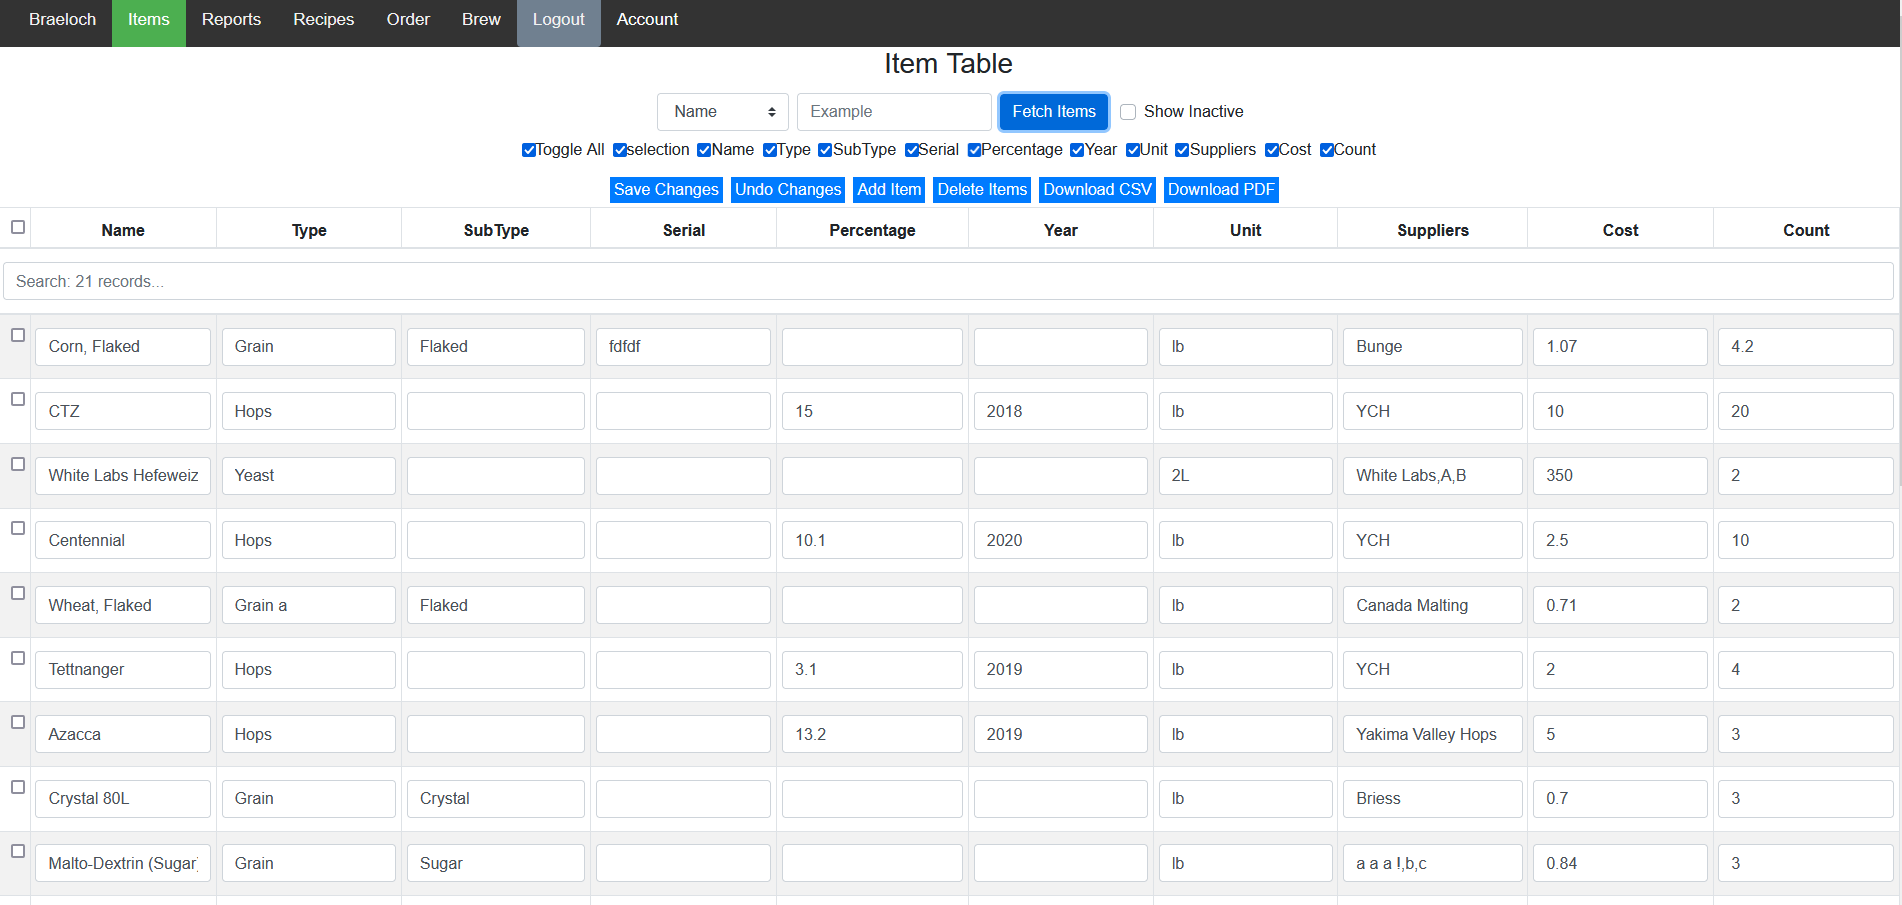 Braeloch Items Reports Recipes Order Brew Logout Account
Item Table
Name Example Fetch Items Show Inactive
Toggle All selection Name Type SubType Serial Percentage Year Unit Suppliers Cost Count
Save Changes Undo Changes Add Item Delete Items Download CSV Download PDF
Name Type SubType Serial Percentage Year Unit Suppliers Cost Count
Search: 21 records...
Corn, Flaked Grain Flaked fdfdf lb Bunge 1.07 4.2
CTZ Hops 15 2018 lb YCH 10 20
White Labs Hefeweiz Yeast 2L White Labs,A,B 350 2
Centennial Hops 10.1 2020 lb YCH 2.5 10
Wheat, Flaked Grain a Flaked lb Canada Malting 0.71 2
Tettnanger Hops 3.1 2019 lb YCH 2 4
Azacca Hops 13.2 2019 lb Yakima Valley Hops 5 3
Crystal 80L Grain Crystal lb Briess 0.7 3
Malto-Dextrin (Sugar) Grain Sugar lb a a a !,b,c 0.84 3